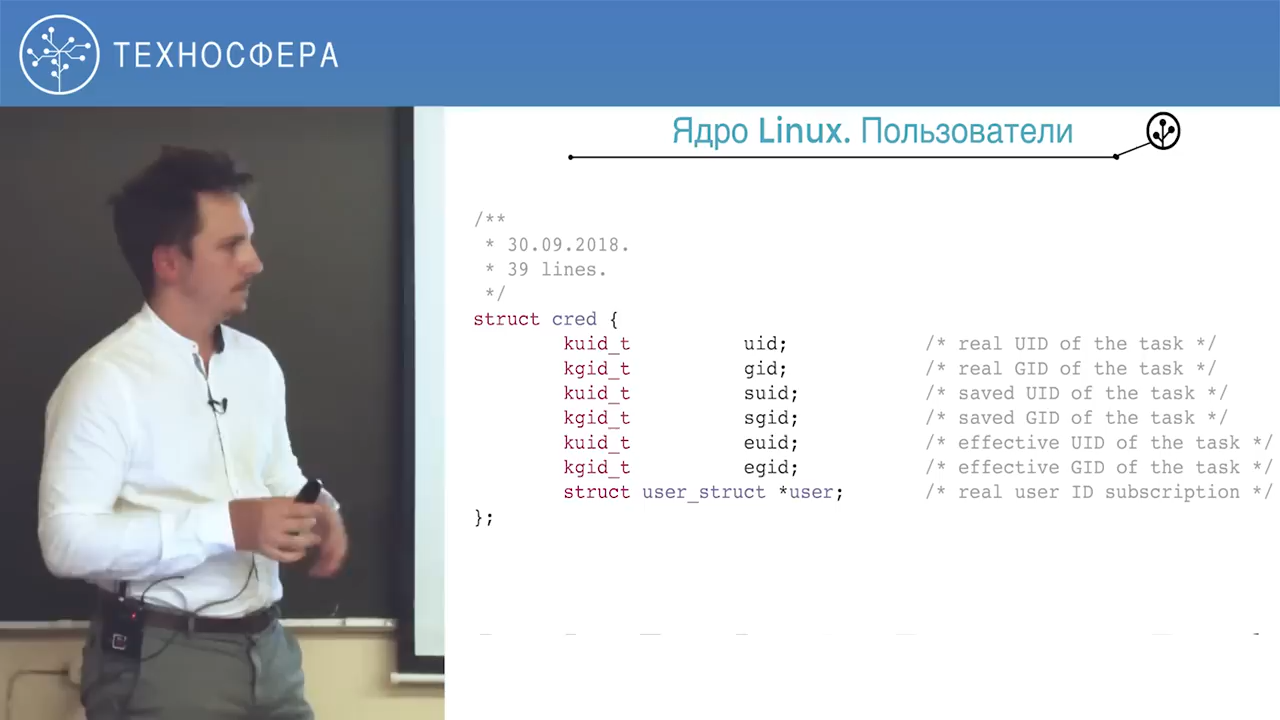 ТЕХНОСФЕРА
Ядро Linux. Пользователи
/**
 * 30.09.2018.
 * 39 lines.
 */
struct cred {
        kuid_t          uid;            /* real UID of the task */
        kgid_t          gid;            /* real GID of the task */
        kuid_t          suid;           /* saved UID of the task */
        kgid_t          sgid;           /* saved GID of the task */
        kuid_t          euid;           /* effective UID of the task */
        kgid_t          egid;           /* effective GID of the task */
        struct user_struct *user;       /* real user ID subscription */
};